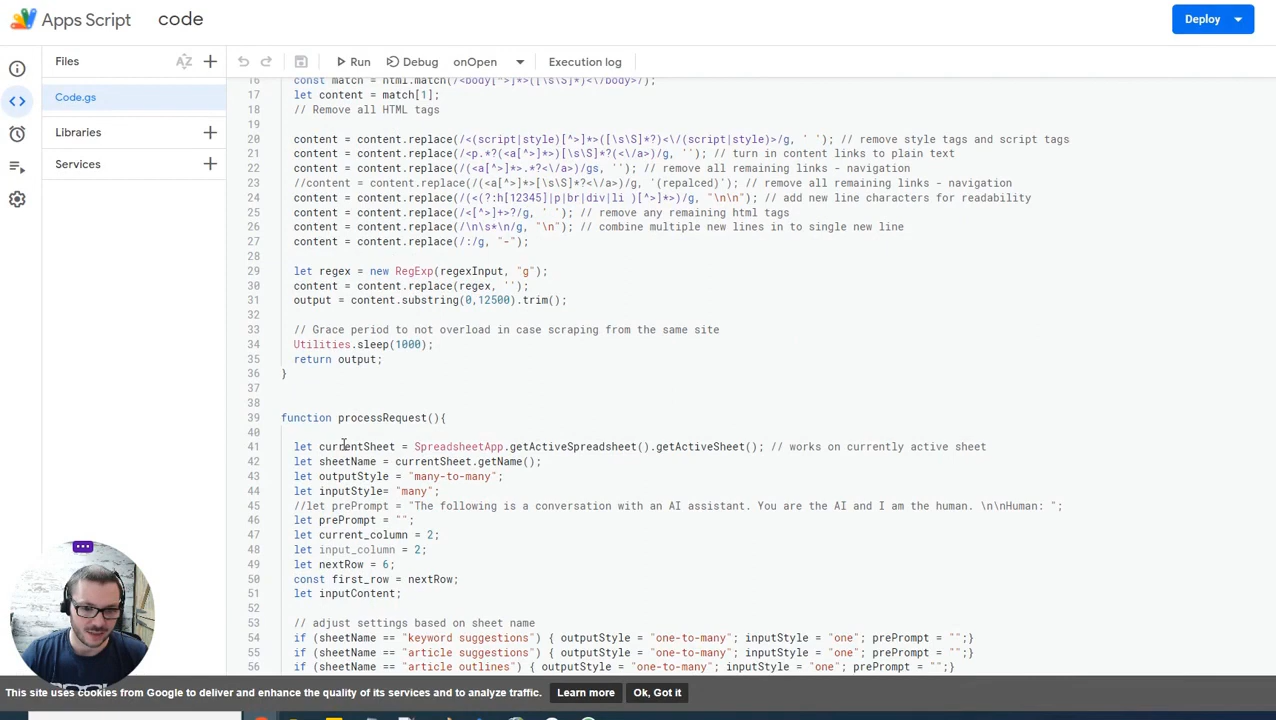 Apps Script code
Deploy
Files AZ
Run Debug onOpen Execution log
Code.gs
Libraries
Services
16 const match = html.match(/<body[^>]*>([\s\S]*)<\/body>/);
17 let content = match[1];
18 // Remove all HTML tags
19
20 content = content.replace(/<(script|style)[^>]*>([\s\S]*?)<\/(script|style)>/g, ' '); // remove style tags and script tags
21 content = content.replace(/<p.*?(<a[^>]*>)[\s\S]*?(<\/a>)/g, ''); // turn in content links to plain text
22 content = content.replace(/(<a[^>]*>.*?<\/a>)/gs, ''); // remove all remaining links - navigation
23 //content = content.replace(/(<a[^>]*>[\s\S]*?<\/a>)/g, '(repalced)'); // remove all remaining links - navigation
24 content = content.replace(/(<(?:h[12345]|p|br|div|li )[^>]*>)/g, "\n\n"); // add new line characters for readability
25 content = content.replace(/<[^>]+>?/g, ' '); // remove any remaining html tags
26 content = content.replace(/\n\s*\n/g, "\n"); // combine multiple new lines in to single new line
27 content = content.replace(/:/g, "-");
28
29 let regex = new RegExp(regexInput, "g");
30 content = content.replace(regex, '');
31 output = content.substring(0,12500).trim();
32
33 // Grace period to not overload in case scraping from the same site
34 Utilities.sleep(1000);
35 return output;
36 }
37
38
39 function processRequest(){
40
41 let currentSheet = SpreadsheetApp.getActiveSpreadsheet().getActiveSheet(); // works on currently active sheet
42 let sheetName = currentSheet.getName();
43 let outputStyle = "many-to-many";
44 let inputStyle= "many";
45 //let prePrompt = "The following is a conversation with an AI assistant. You are the AI and I am the human. \n\nHuman: ";
46 let prePrompt = "";
47 let current_column = 2;
48 let input_column = 2;
49 let nextRow = 6;
50 const first_row = nextRow;
51 let inputContent;
52
53 // adjust settings based on sheet name
54 if (sheetName == "keyword suggestions") { outputStyle = "one-to-many"; inputStyle = "one"; prePrompt = "";}
55 if (sheetName == "article suggestions") { outputStyle = "one-to-many"; inputStyle = "one"; prePrompt = "";}
56 if (sheetName == "article outlines") { outputStyle = "one-to-many"; inputStyle = "one"; prePrompt = "";}
This site uses cookies from Google to deliver and enhance the quality of its services and to analyze traffic. Learn more Ok, Got it